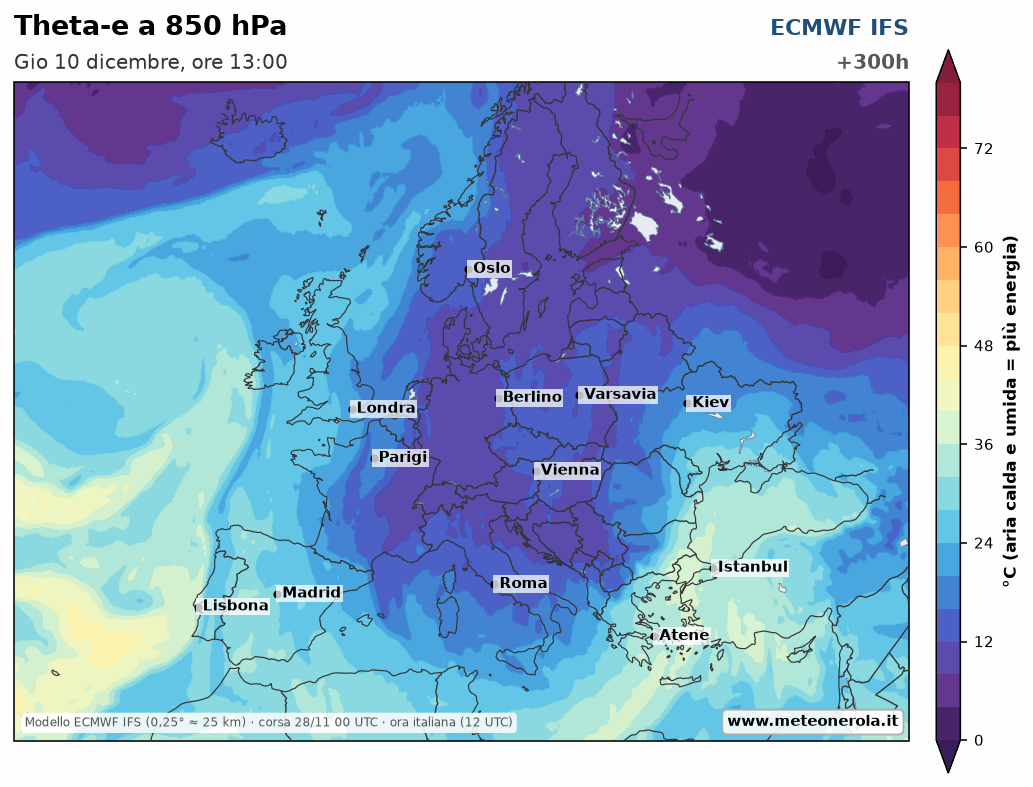 Theta-e a 850 hPa
ECMWF IFS
Gio 10 dicembre, ore 13:00
+300h
72
60
48
36
24
12
0
°C (aria calda e umida = più energia)
Oslo
Berlino
Varsavia
Kiev
Londra
Parigi
Vienna
Istanbul
Roma
Madrid
Lisbona
Atene
Modello ECMWF IFS (0,25° ≈ 25 km) · corsa 28/11 00 UTC · ora italiana (12 UTC)
www.meteonerola.it